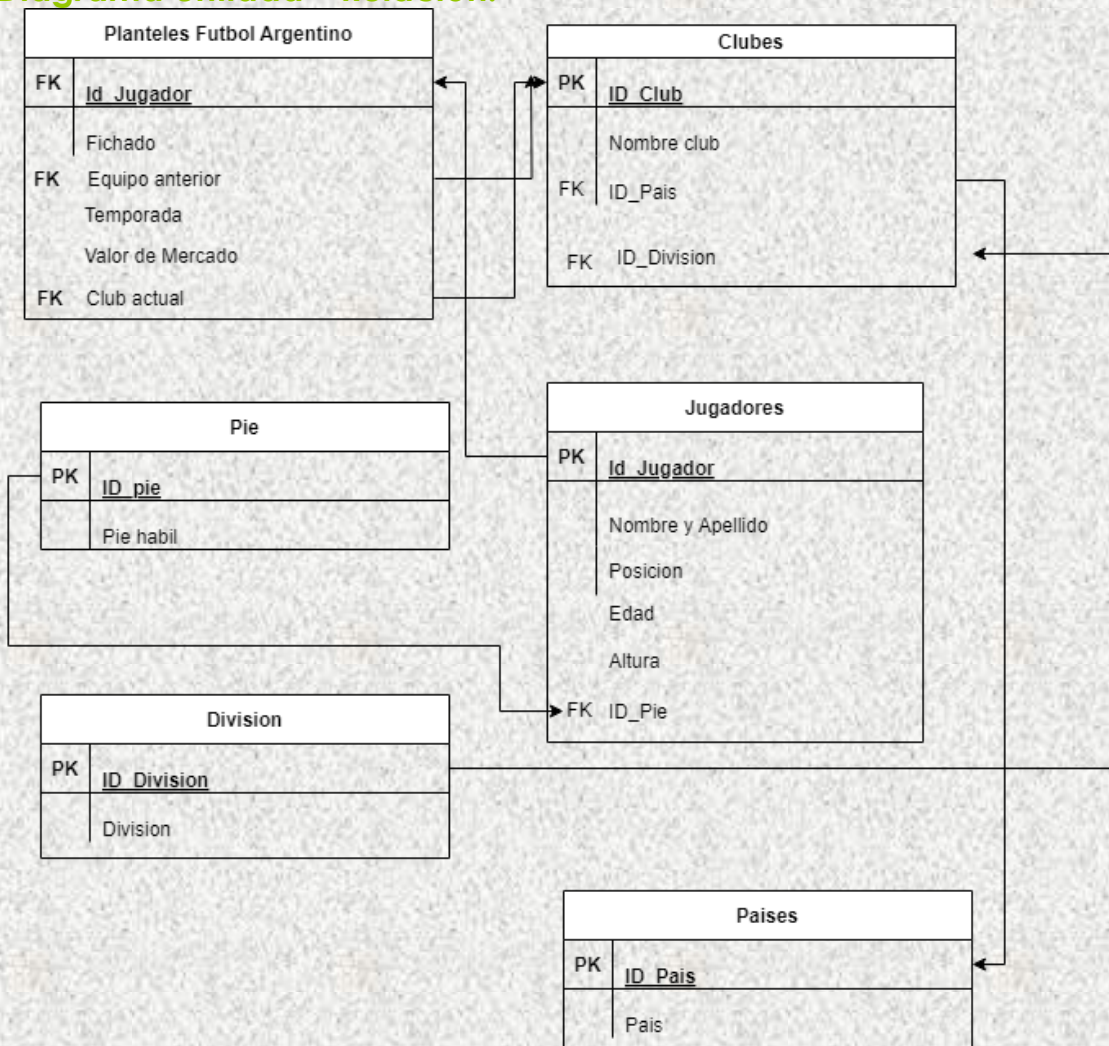 Planteles Futbol Argentino
FK Id_Jugador
Fichado
FK Equipo anterior
Temporada
Valor de Mercado
FK Club actual
Clubes
PK ID_Club
Nombre club
FK ID_Pais
FK ID_Division
Pie
PK ID_pie
Pie habil
Jugadores
PK Id_Jugador
Nombre y Apellido
Posicion
Edad
Altura
FK ID_Pie
Division
PK ID_Division
Division
Paises
PK ID_Pais
Pais